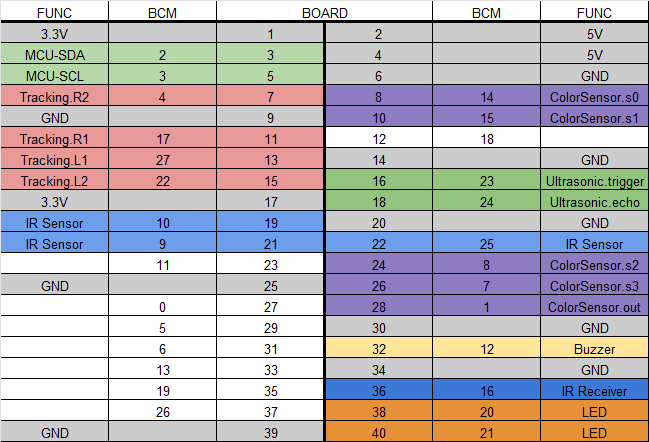 FUNC BCM BOARD BCM FUNC
3.3V 1 2 5V
MCU-SDA 2 3 4 5V
MCU-SCL 3 5 6 GND
Tracking.R2 4 7 8 14 ColorSensor.s0
GND 9 10 15 ColorSensor.s1
Tracking.R1 17 11 12 18
Tracking.L1 27 13 14 GND
Tracking.L2 22 15 16 23 Ultrasonic.trigger
3.3V 17 18 24 Ultrasonic.echo
IR Sensor 10 19 20 GND
IR Sensor 9 21 22 25 IR Sensor
11 23 24 8 ColorSensor.s2
GND 25 26 7 ColorSensor.s3
0 27 28 1 ColorSensor.out
5 29 30 GND
6 31 32 12 Buzzer
13 33 34 GND
19 35 36 16 IR Receiver
26 37 38 20 LED
GND 39 40 21 LED